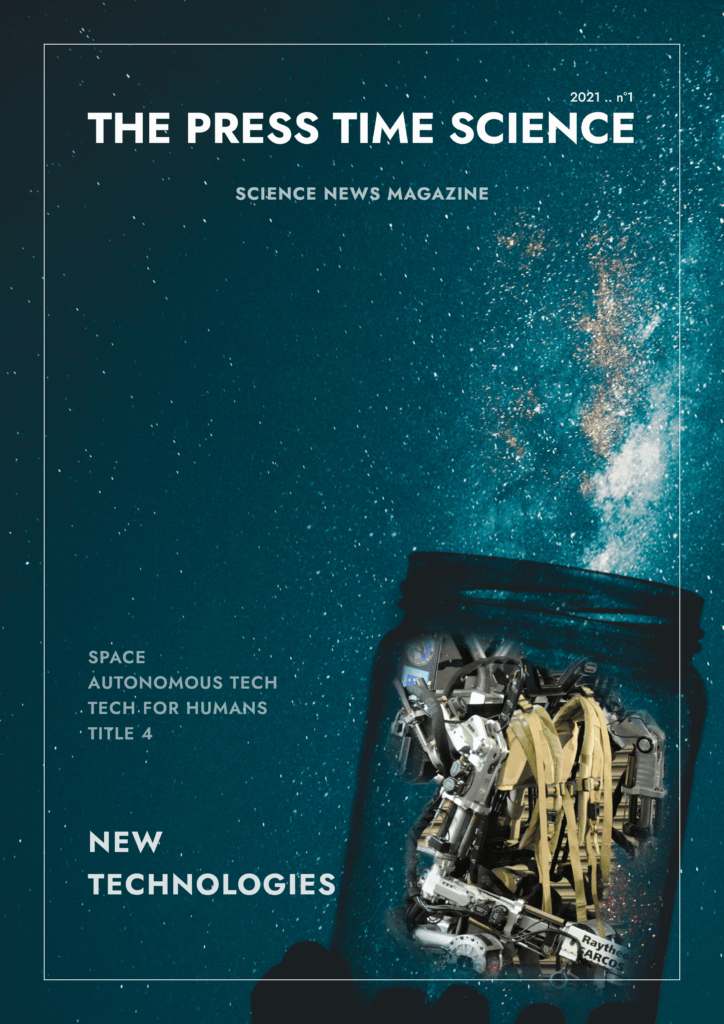 2021 .. n°1
THE PRESS TIME SCIENCE
SCIENCE NEWS MAGAZINE
SPACE
AUTONOMOUS TECH
TECH FOR HUMANS
TITLE 4
NEW
TECHNOLOGIES
SARCOS